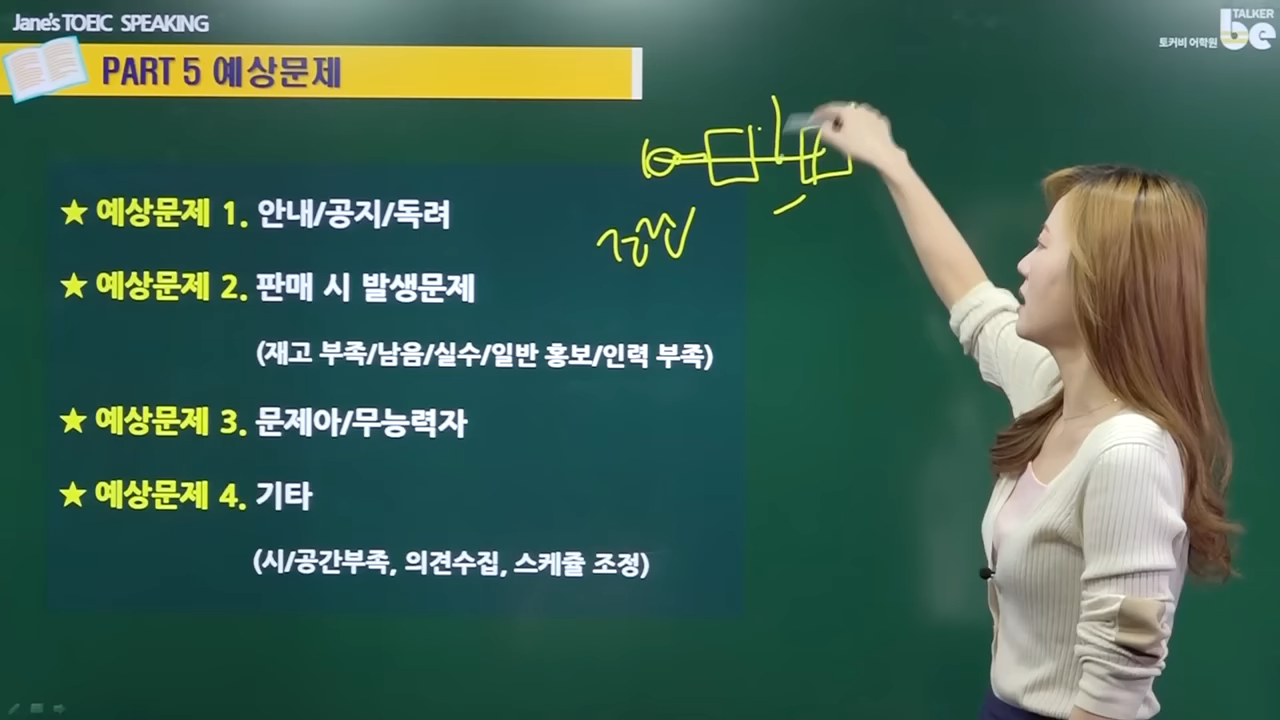 Jane's TOEIC SPEAKING
TALKER
be
토커비 어학원
PART 5 예상문제
★ 예상문제 1. 안내/공지/독려
★ 예상문제 2. 판매 시 발생문제
(재고 부족/남음/실수/일반 홍보/인력 부족)
★ 예상문제 3. 문제아/무능력자
★ 예상문제 4. 기타
(시/공간부족, 의견수집, 스케쥴 조정)